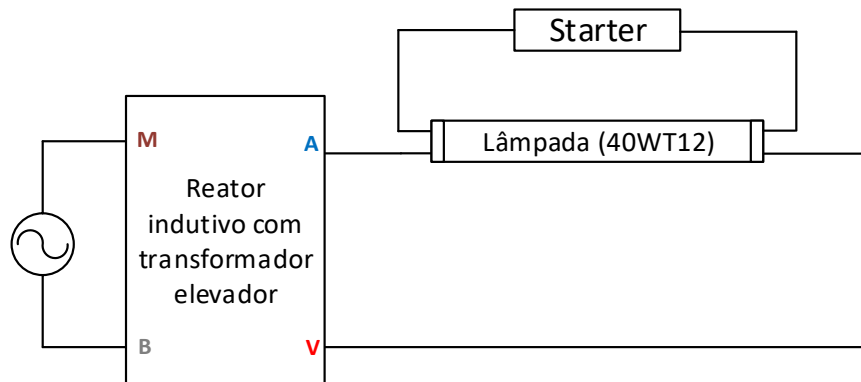 Starter
Lâmpada (40WT12)
M
A
Reator
indutivo com
transformador
elevador
B
V